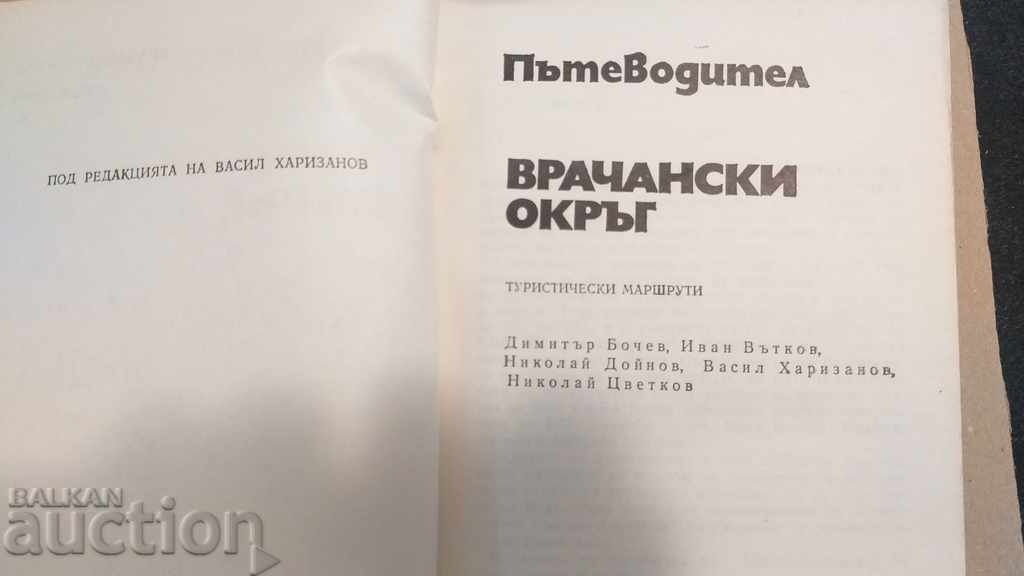 ПОД РЕДАКЦИЯТА НА ВАСИЛ ХАРИЗАНОВ
Пътеводител
ВРАЧАНСКИ
ОКРЪГ
ТУРИСТИЧЕСКИ МАРШРУТИ
Димитър Бочев, Иван Вътков,
Николай Дойнов, Васил Харизанов,
Николай Цветков
BALKAN
auction